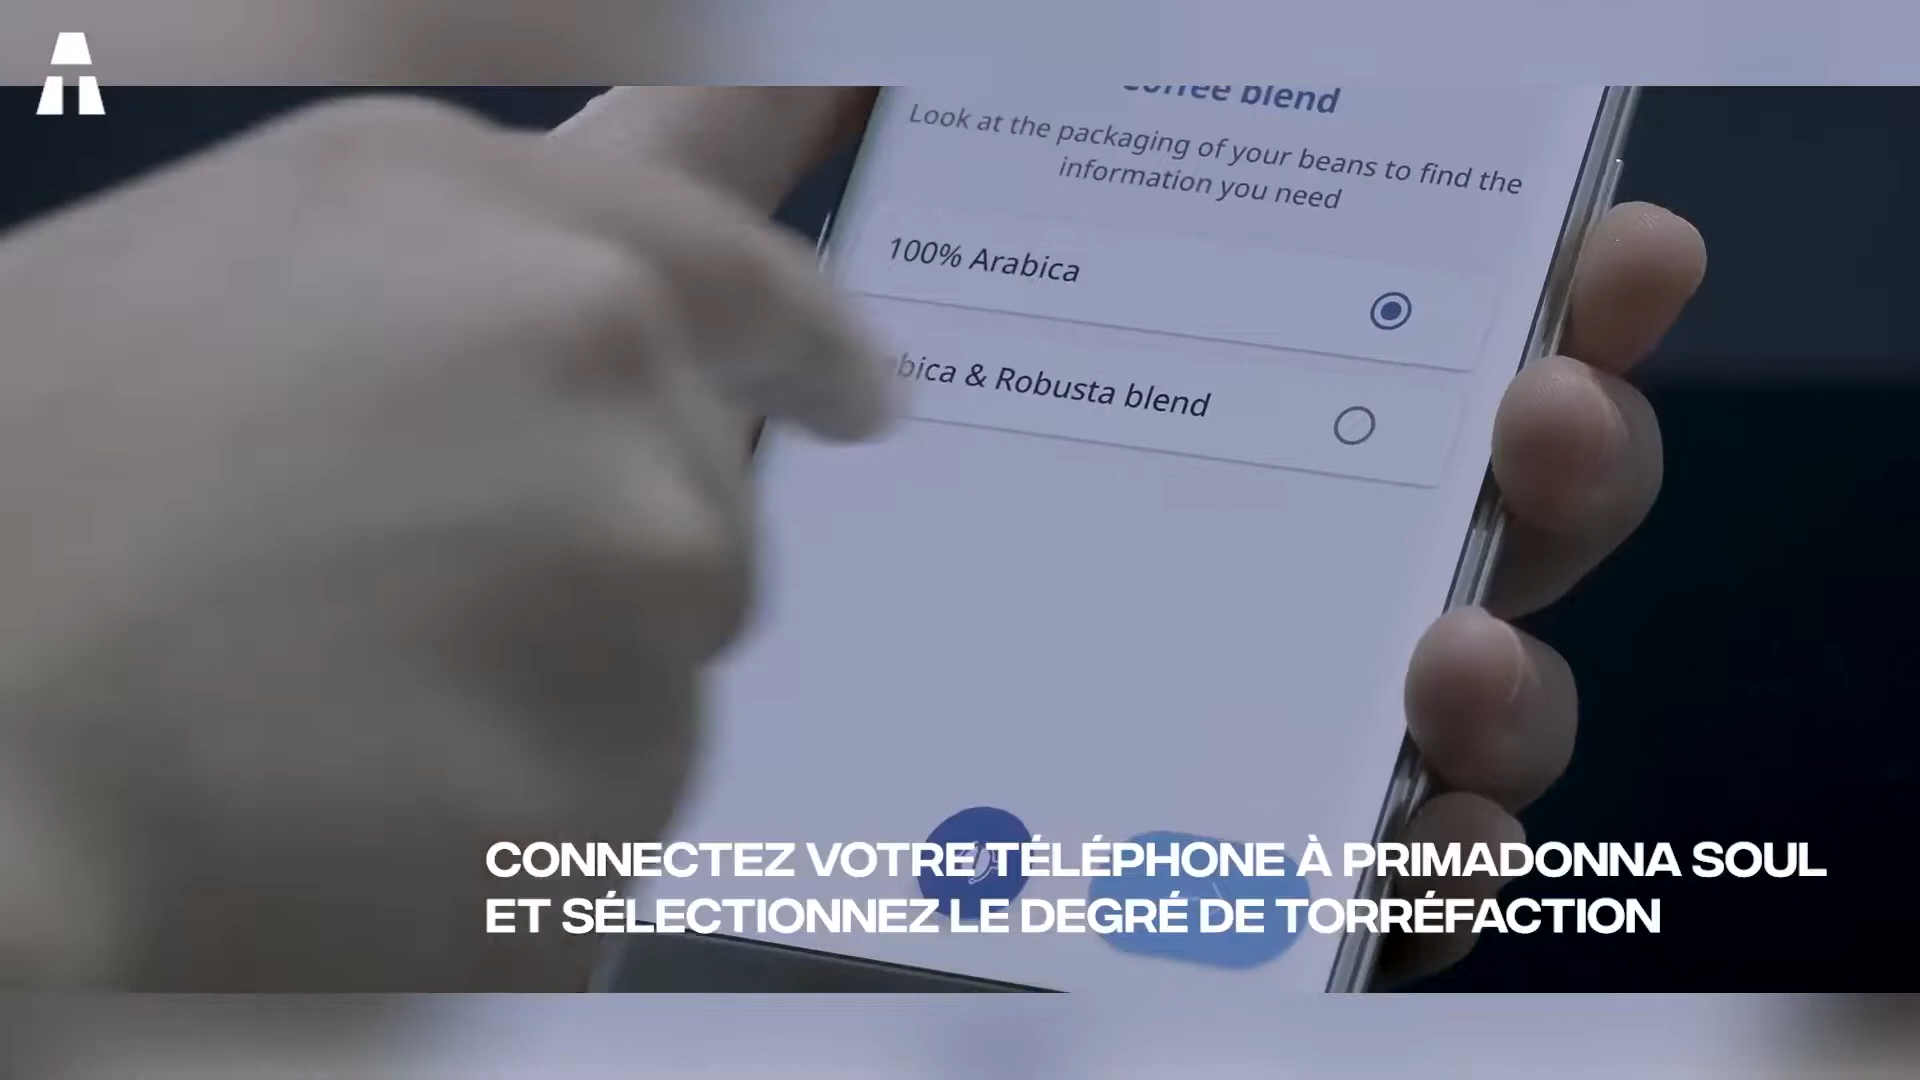 blend
Look at the packaging of your beans to find the
information you need
100% Arabica
& Robusta blend
CONNECTEZ VOTRE TÉLÉPHONE À PRIMADONNA SOUL
ET SÉLECTIONNEZ LE DEGRÉ DE TORRÉFACTION